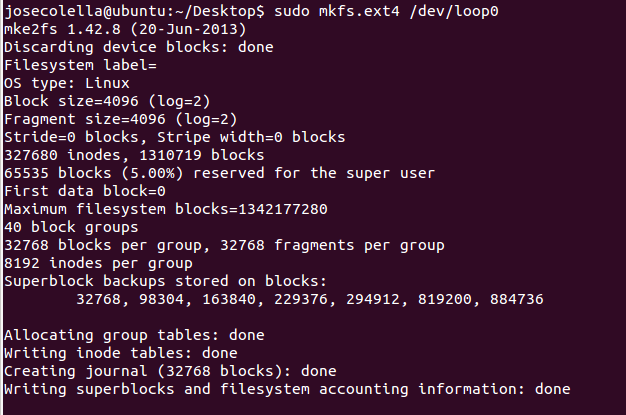 josecolella@ubuntu:~/Desktop$ sudo mkfs.ext4 /dev/loop0
mke2fs 1.42.8 (20-Jun-2013)
Discarding device blocks: done
Filesystem label=
OS type: Linux
Block size=4096 (log=2)
Fragment size=4096 (log=2)
Stride=0 blocks, Stripe width=0 blocks
327680 inodes, 1310719 blocks
65535 blocks (5.00%) reserved for the super user
First data block=0
Maximum filesystem blocks=1342177280
40 block groups
32768 blocks per group, 32768 fragments per group
8192 inodes per group
Superblock backups stored on blocks:
        32768, 98304, 163840, 229376, 294912, 819200, 884736

Allocating group tables: done
Writing inode tables: done
Creating journal (32768 blocks): done
Writing superblocks and filesystem accounting information: done